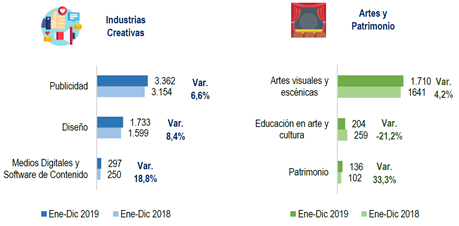 Industrias
Creativas
Publicidad
3.362
3.154
Var.
6,6%
Diseño
1.733
1.599
Var.
8,4%
Medios Digitales y
Software de Contenido
297
250
Var.
18,8%
Ene-Dic 2019
Ene-Dic 2018
Artes y
Patrimonio
Artes visuales y
escénicas
1.710
1641
Var.
4,2%
Educación en arte y
cultura
204
259
Var.
-21,2%
Patrimonio
136
102
Var.
33,3%
Ene-Dic 2019
Ene-Dic 2018